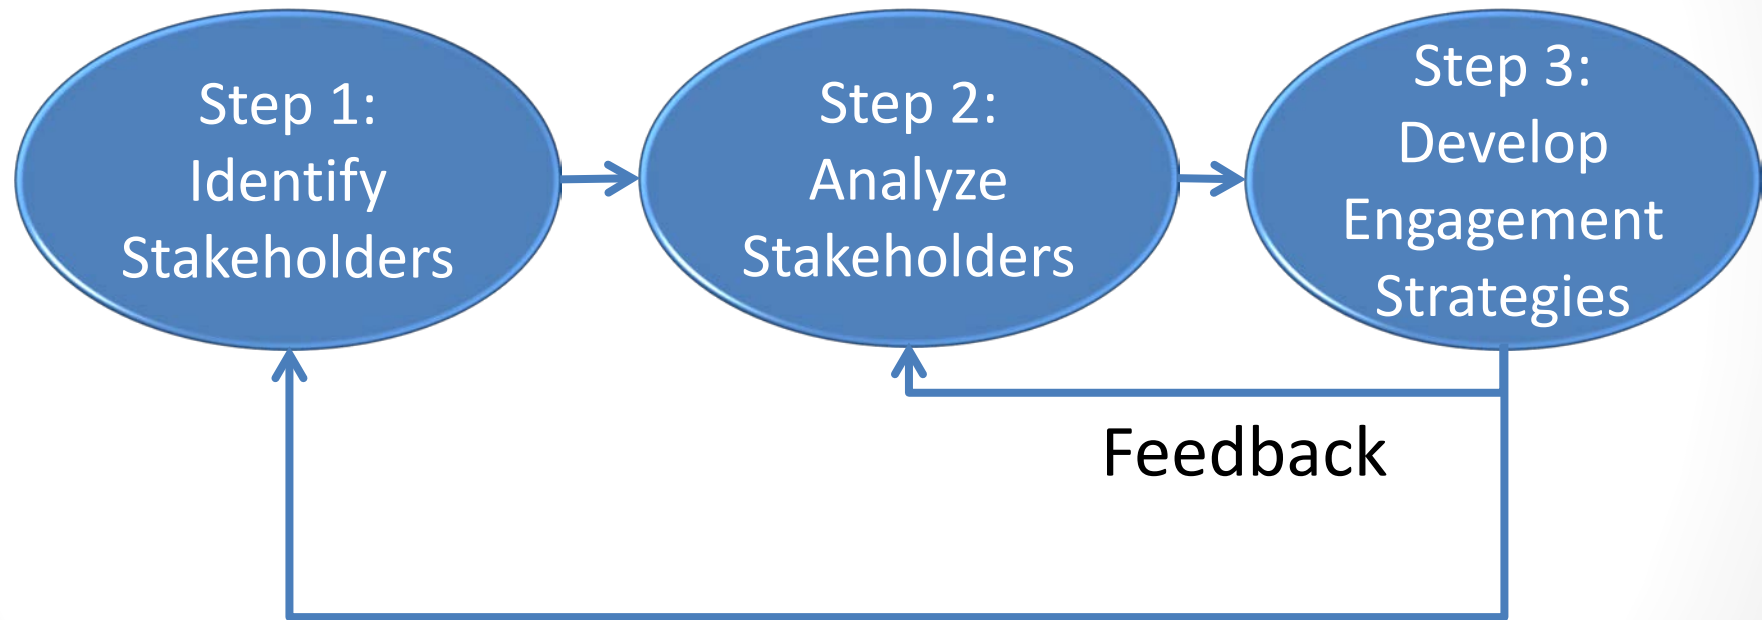 Step 1:
Identify
Stakeholders
Step 2:
Analyze
Stakeholders
Step 3:
Develop
Engagement
Strategies
Feedback